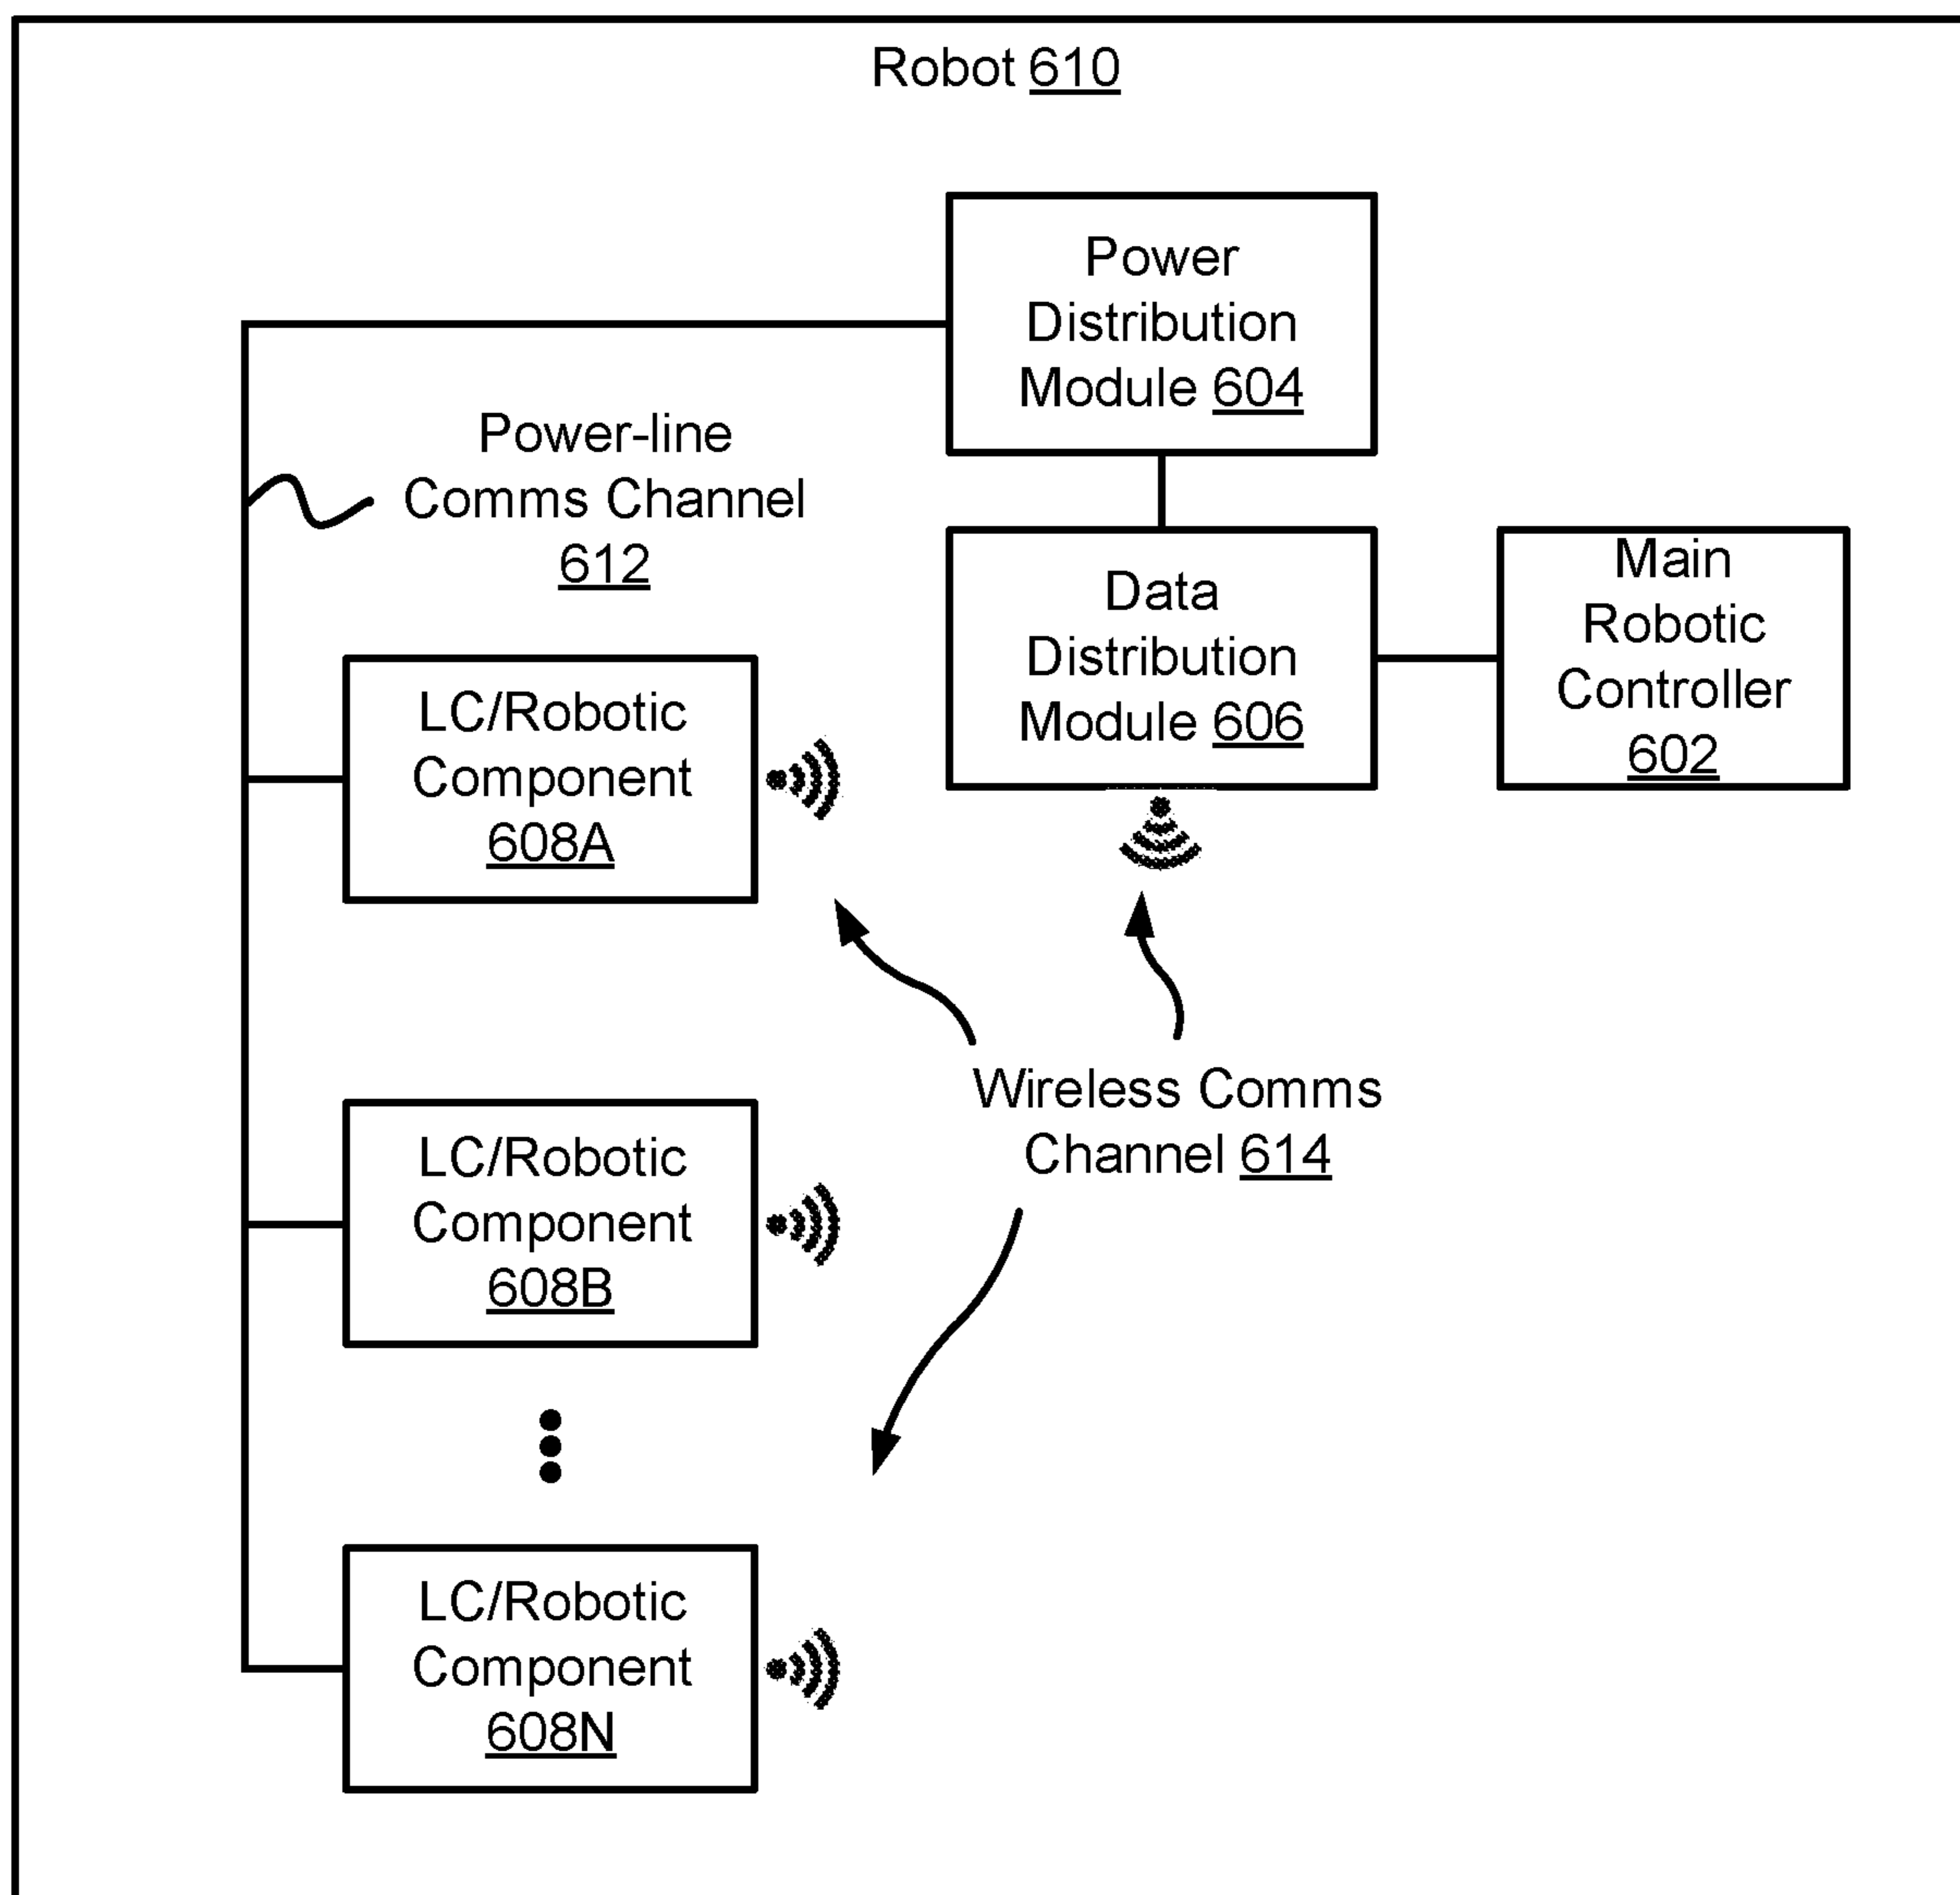 Robot 610
Power
Distribution
Module 604
Power-line
Comms Channel
612
Data
Distribution
Module 606
Main
Robotic
Controller
602
LC/Robotic
Component
608A
Wireless Comms
Channel 614
LC/Robotic
Component
608B
LC/Robotic
Component
608N